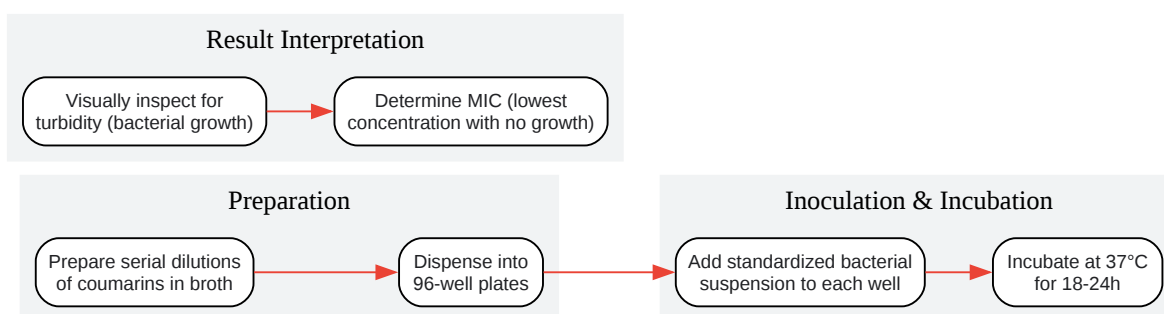 Result Interpretation
Visually inspect for
turbidity (bacterial growth)
Determine MIC (lowest
concentration with no growth)
Preparation
Prepare serial dilutions
of coumarins in broth
Dispense into
96-well plates
Inoculation & Incubation
Add standardized bacterial
suspension to each well
Incubate at 37°C
for 18-24h